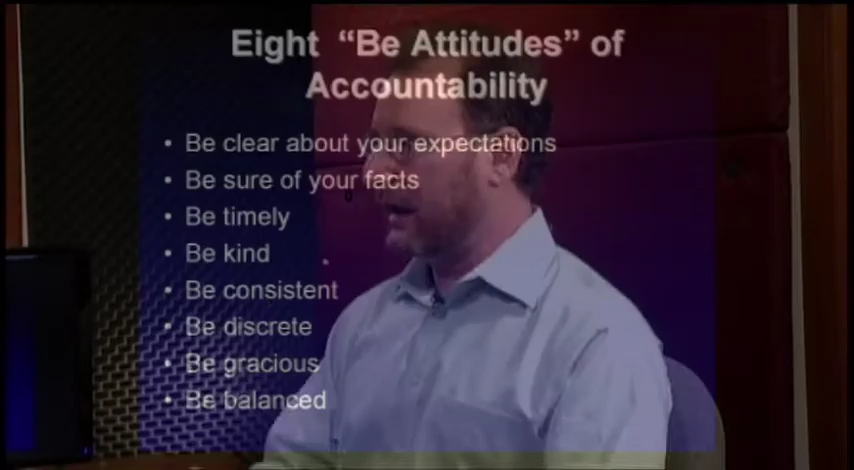 Eight “Be Attitudes” of
Accountability
• Be clear about your expectations
• Be sure of your facts
• Be timely
• Be kind
• Be consistent
• Be discrete
• Be gracious
• Be balanced